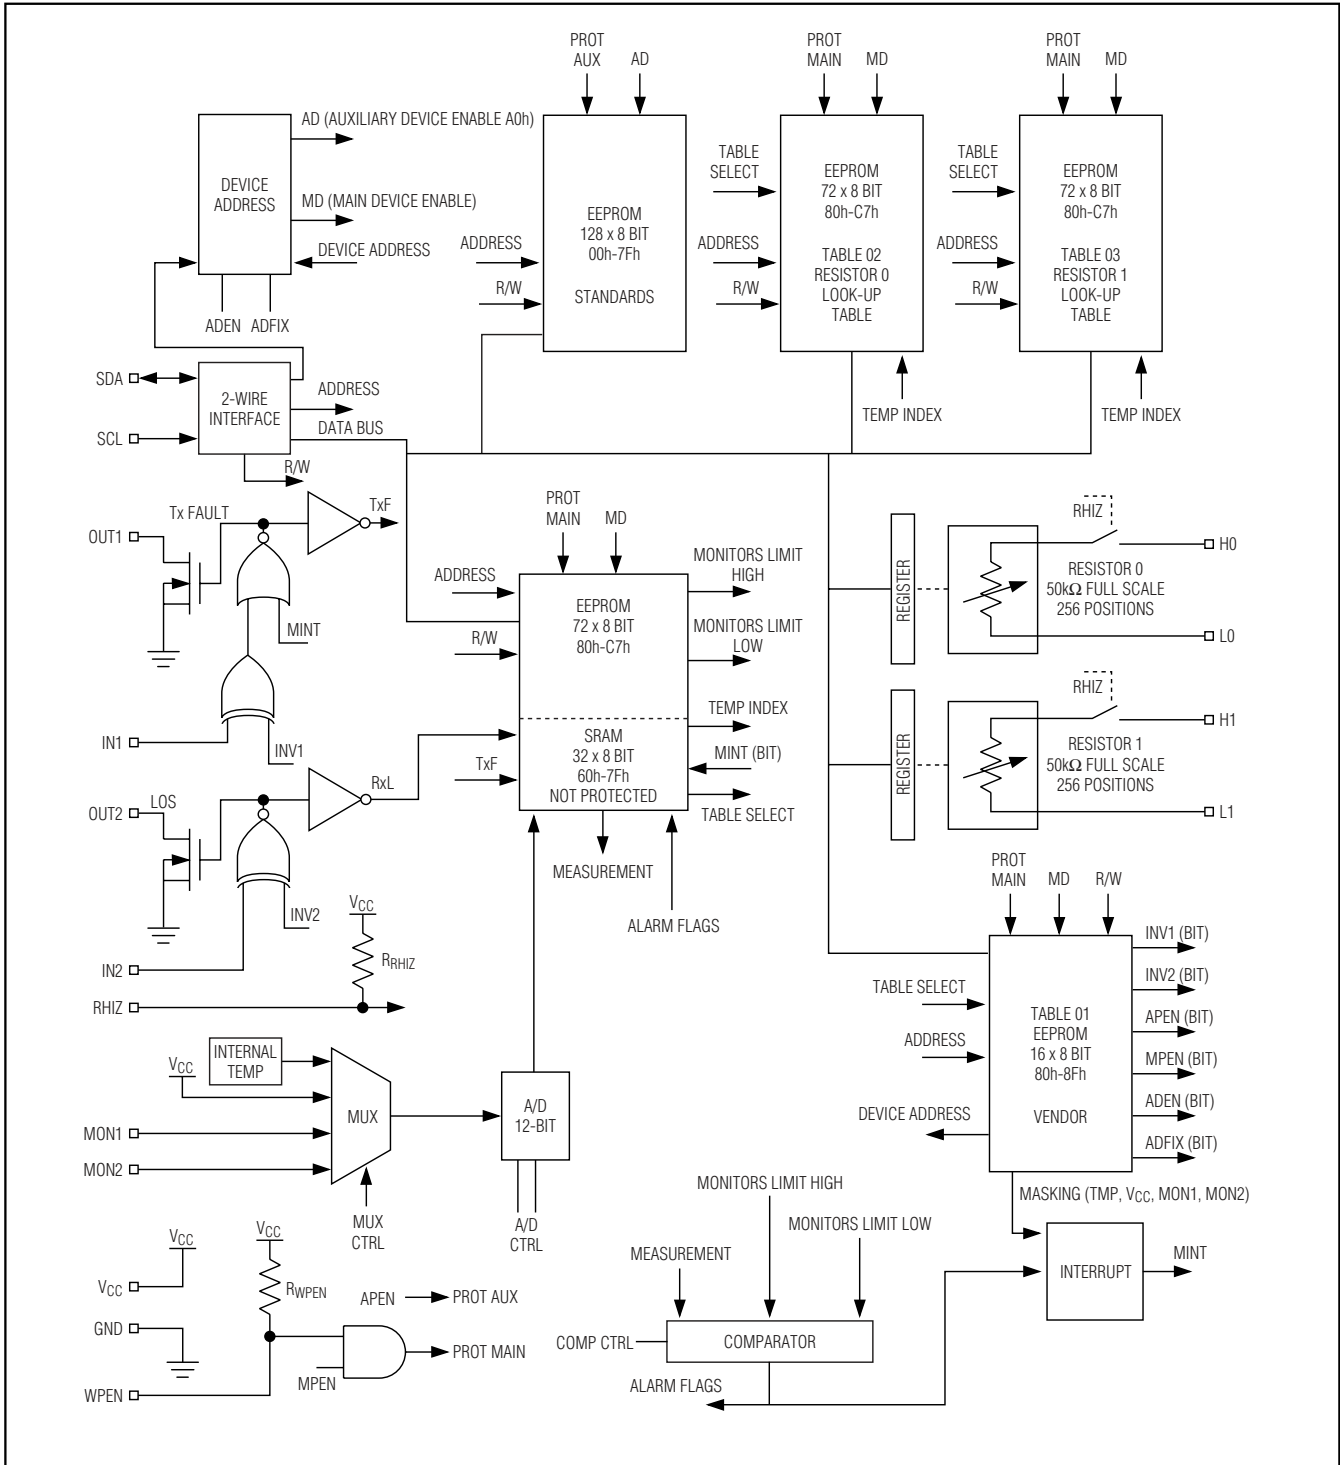 PROT
AUX
AD
PROT
MAIN
MD
PROT
MAIN
MD
AD (AUXILIARY DEVICE ENABLE A0h)
DEVICE
ADDRESS
MD (MAIN DEVICE ENABLE)
DEVICE ADDRESS
ADEN
ADFIX
ADDRESS
R/W
EEPROM
128 x 8 BIT
00h-7Fh
STANDARDS
TABLE
SELECT
ADDRESS
R/W
EEPROM
72 x 8 BIT
80h-C7h
TABLE 02
RESISTOR 0
LOOK-UP
TABLE
TEMP INDEX
TABLE
SELECT
ADDRESS
R/W
EEPROM
72 x 8 BIT
80h-C7h
TABLE 03
RESISTOR 1
LOOK-UP
TABLE
TEMP INDEX
SDA
SCL
2-WIRE
INTERFACE
ADDRESS
DATA BUS
R/W
Tx FAULT
TxF
OUT1
MINT
IN1
INV1
RxL
LOS
OUT2
INV2
IN2
VCC
RRHIZ
RHIZ
PROT
MAIN
MD
ADDRESS
R/W
EEPROM
72 x 8 BIT
80h-C7h
SRAM
32 x 8 BIT
60h-7Fh
NOT PROTECTED
TxF
MONITORS LIMIT
HIGH
MONITORS LIMIT
LOW
TEMP INDEX
MINT (BIT)
TABLE SELECT
MEASUREMENT
ALARM FLAGS
REGISTER
RHIZ
RESISTOR 0
50kΩ FULL SCALE
256 POSITIONS
H0
L0
REGISTER
RHIZ
RESISTOR 1
50kΩ FULL SCALE
256 POSITIONS
H1
L1
PROT
MAIN
MD
R/W
TABLE SELECT
ADDRESS
DEVICE ADDRESS
TABLE 01
EEPROM
16 x 8 BIT
80h-8Fh
VENDOR
INV1 (BIT)
INV2 (BIT)
APEN (BIT)
MPEN (BIT)
ADEN (BIT)
ADFIX (BIT)
MASKING (TMP, VCC, MON1, MON2)
INTERRUPT
MINT
INTERNAL
TEMP
VCC
MON1
MON2
MUX
MUX
CTRL
A/D
12-BIT
A/D
CTRL
MONITORS LIMIT HIGH
MONITORS LIMIT LOW
MEASUREMENT
COMP CTRL
COMPARATOR
ALARM FLAGS
VCC
VCC
GND
WPEN
VCC
RWPEN
APEN
PROT AUX
MPEN
PROT MAIN